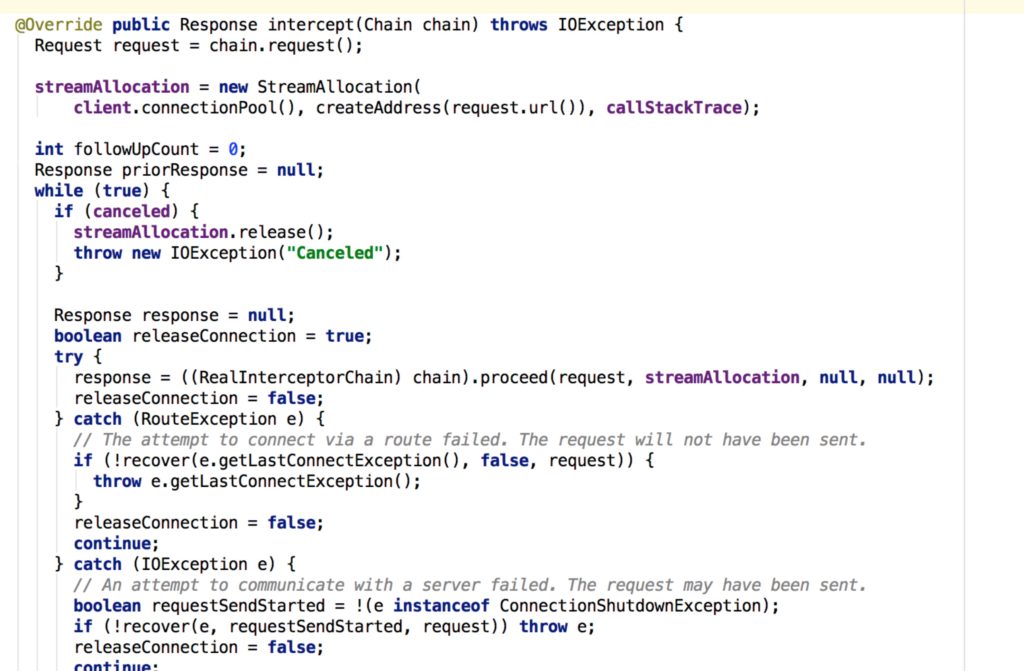 @Override public Response intercept(Chain chain) throws IOException {
Request request = chain.request();
streamAllocation = new StreamAllocation(
client.connectionPool(), createAddress(request.url()), callStackTrace);
int followUpCount = 0;
Response priorResponse = null;
while (true) {
if (canceled) {
streamAllocation.release();
throw new IOException("Canceled");
}
Response response = null;
boolean releaseConnection = true;
try {
response = ((RealInterceptorChain) chain).proceed(request, streamAllocation, null, null);
releaseConnection = false;
} catch (RouteException e) {
// The attempt to connect via a route failed. The request will not have been sent.
if (!recover(e.getLastConnectException(), false, request)) {
throw e.getLastConnectException();
}
releaseConnection = false;
continue;
} catch (IOException e) {
// An attempt to communicate with a server failed. The request may have been sent.
boolean requestSendStarted = !(e instanceof ConnectionShutdownException);
if (!recover(e, requestSendStarted, request)) throw e;
releaseConnection = false;
continue;